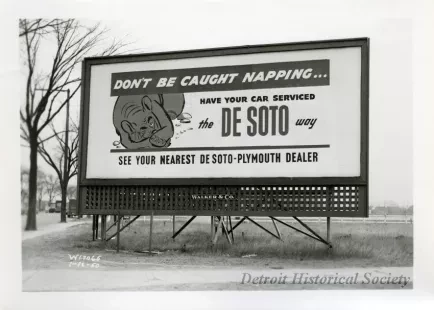 DON'T BE CAUGHT NAPPING...
HAVE YOUR CAR SERVICED
the DE SOTO way
SEE YOUR NEAREST DE SOTO-PLYMOUTH DEALER
WALKER & CO.
Detroit Historical Society